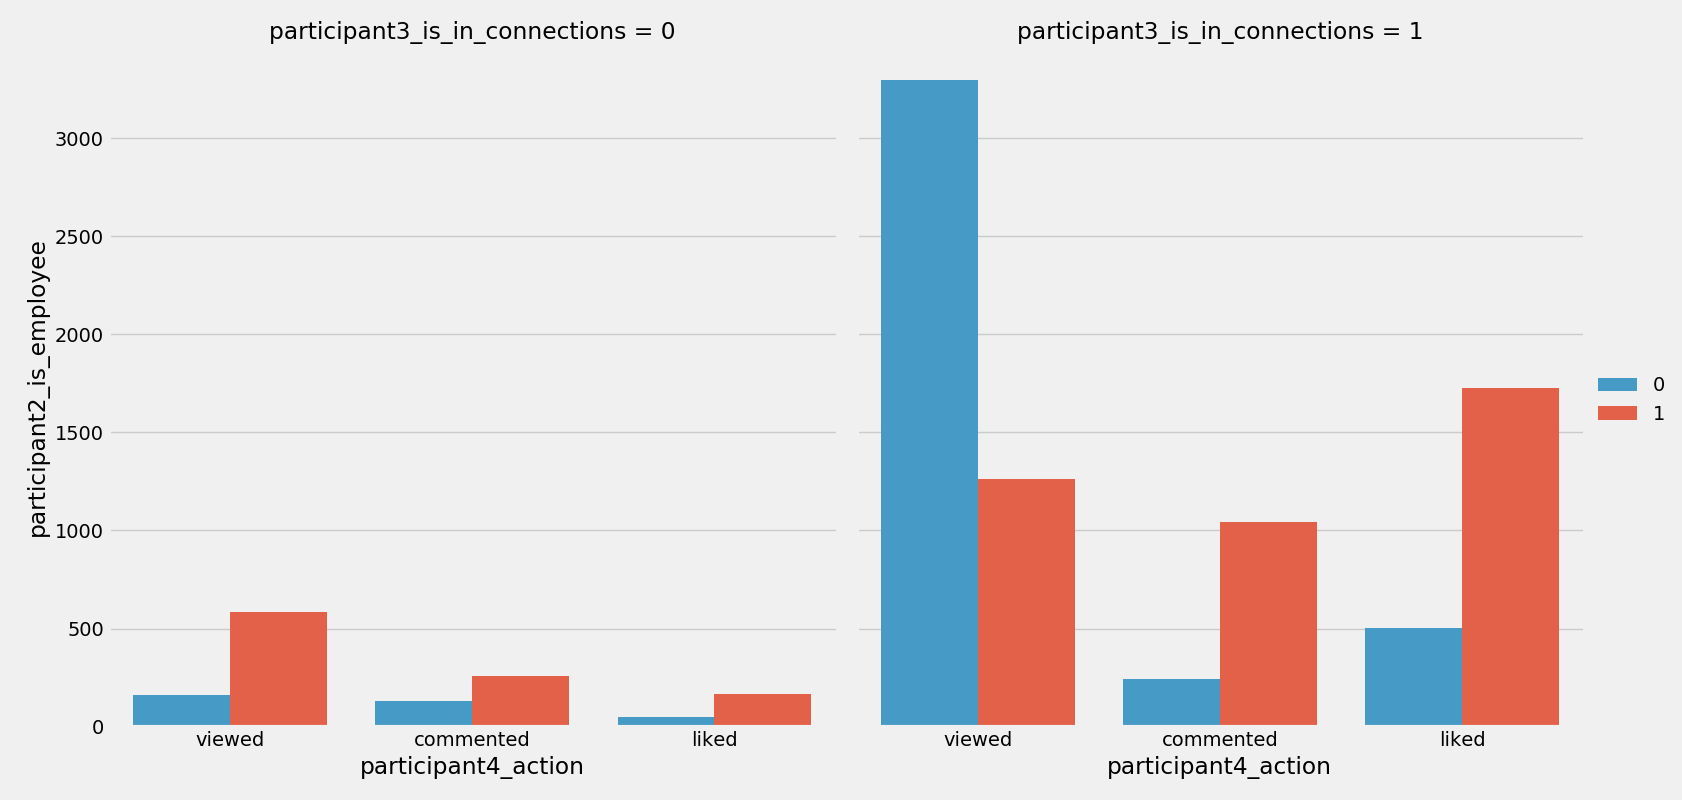 participant3_is_in_connections = 0
participant3_is_in_connections = 1
participant2_is_employee
3000
2500
2000
1500
1000
500
0
viewed commented liked
viewed commented liked
participant4_action
participant4_action
0
1